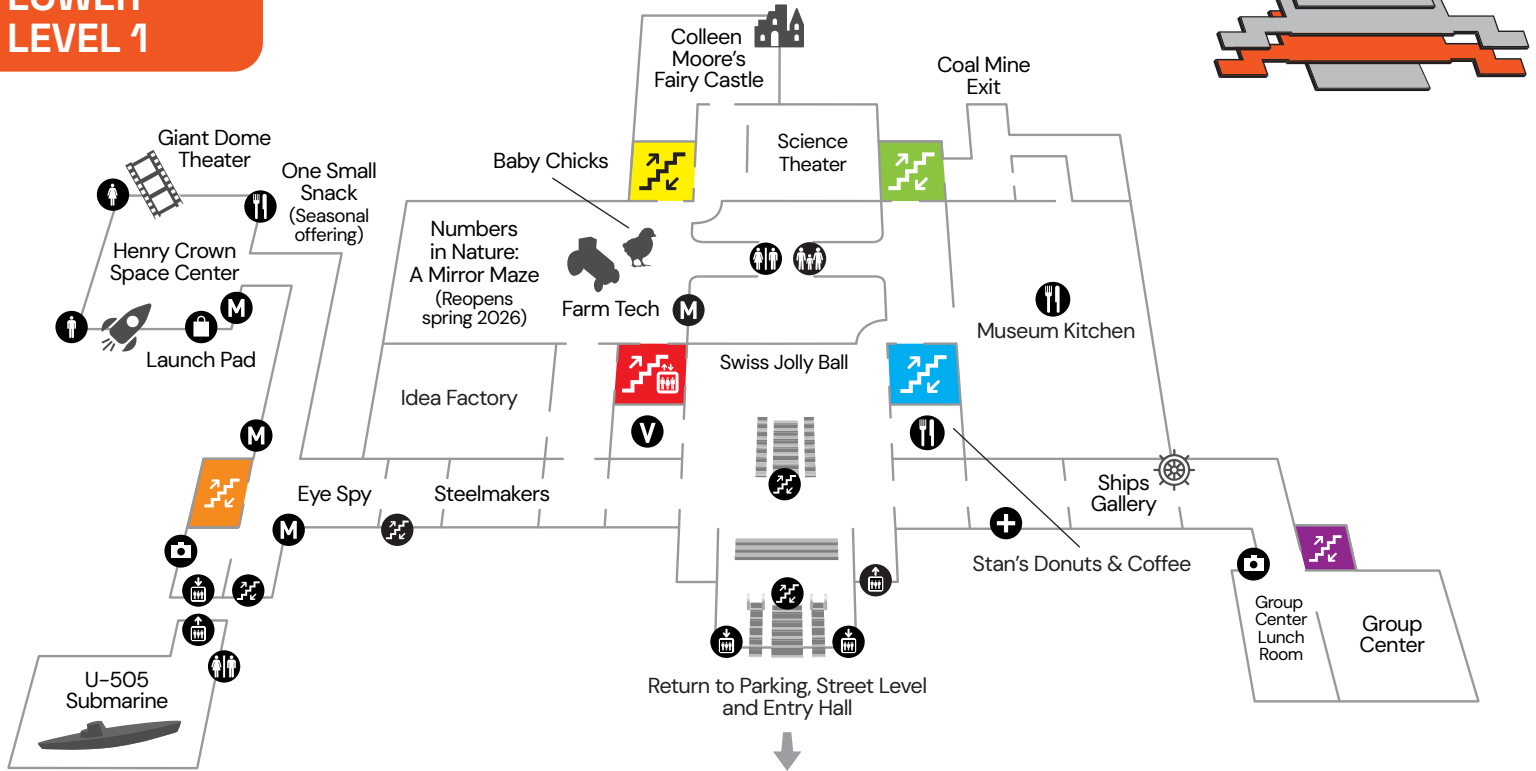 LOWER
LEVEL 1
Colleen
Moore's
Fairy Castle
Coal Mine
Exit
Giant Dome
Theater
One Small
Snack
(Seasonal
offering)
Baby Chicks
Science
Theater
Numbers
in Nature:
A Mirror Maze
(Reopens
spring 2026)
Henry Crown
Space Center
M
Farm Tech
M
Museum Kitchen
Launch Pad
Swiss Jolly Ball
Idea Factory
M
V
Eye Spy
Steelmakers
Ships
Gallery
M
Stan's Donuts & Coffee
Group
Center
Lunch
Room
Group
Center
U-505
Submarine
Return to Parking, Street Level
and Entry Hall